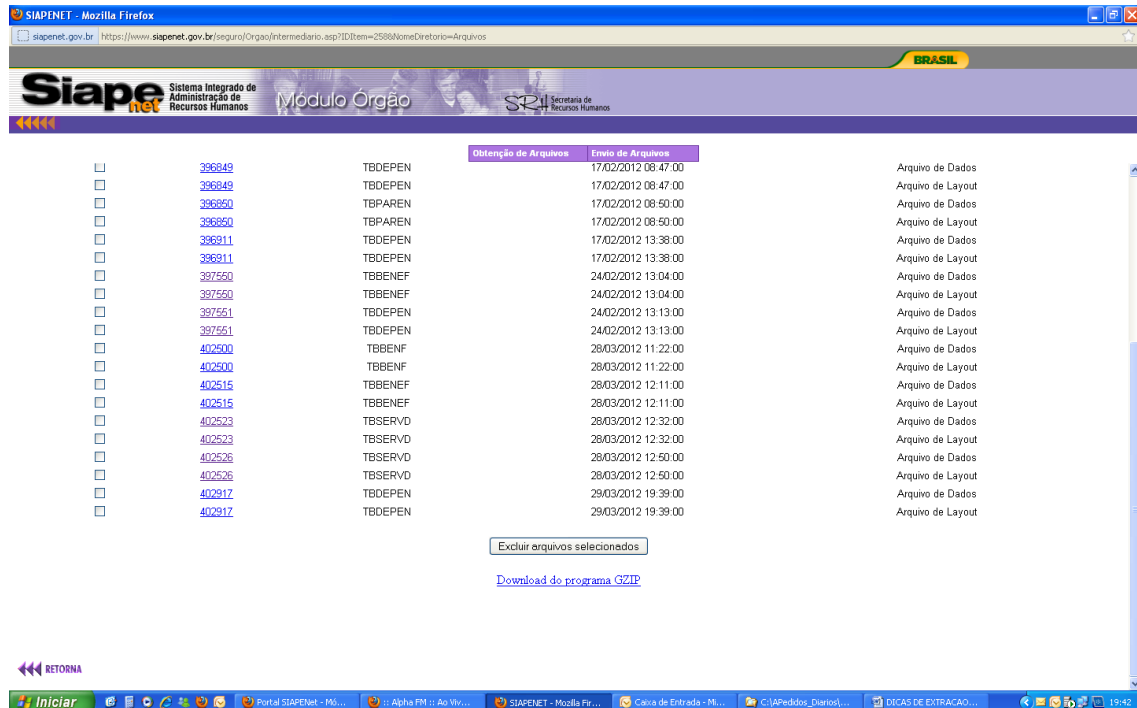 SIAPENET - Mozilla Firefox
siapenet.gov.br https://www.siapenet.gov.br/seguro/Orgao/intermediario.asp?IDItem=258&NomeDiretorio=Arquivos
BRASIL
Siape net Sistema Integrado de Administração de Recursos Humanos Módulo Órgão SRH Secretaria de Recursos Humanos
Obtenção de Arquivos Envio de Arquivos
396849 TBDEPEN 17/02/2012 08:47:00 Arquivo de Dados
396849 TBDEPEN 17/02/2012 08:47:00 Arquivo de Layout
396850 TBPAREN 17/02/2012 08:50:00 Arquivo de Dados
396850 TBPAREN 17/02/2012 08:50:00 Arquivo de Layout
396911 TBDEPEN 17/02/2012 13:38:00 Arquivo de Dados
396911 TBDEPEN 17/02/2012 13:38:00 Arquivo de Layout
397550 TBBENEF 24/02/2012 13:04:00 Arquivo de Dados
397550 TBBENEF 24/02/2012 13:04:00 Arquivo de Layout
397551 TBDEPEN 24/02/2012 13:13:00 Arquivo de Dados
397551 TBDEPEN 24/02/2012 13:13:00 Arquivo de Layout
402500 TBBENF 28/03/2012 11:22:00 Arquivo de Dados
402500 TBBENF 28/03/2012 11:22:00 Arquivo de Layout
402515 TBBENEF 28/03/2012 12:11:00 Arquivo de Dados
402515 TBBENEF 28/03/2012 12:11:00 Arquivo de Layout
402523 TBSERVD 28/03/2012 12:32:00 Arquivo de Dados
402523 TBSERVD 28/03/2012 12:32:00 Arquivo de Layout
402526 TBSERVD 28/03/2012 12:50:00 Arquivo de Dados
402526 TBSERVD 28/03/2012 12:50:00 Arquivo de Layout
402917 TBDEPEN 29/03/2012 19:39:00 Arquivo de Dados
402917 TBDEPEN 29/03/2012 19:39:00 Arquivo de Layout
Excluir arquivos selecionados
Download do programa GZIP
RETORNA
Iniciar Portal SIAPENet - Mó... :: Alpha FM :: Ao Viv... SIAPENET - Mozilla Fir... Caixa de Entrada - Mi... C:\APedidos_Diarios\... DICAS DE EXTRACAO... 19:42